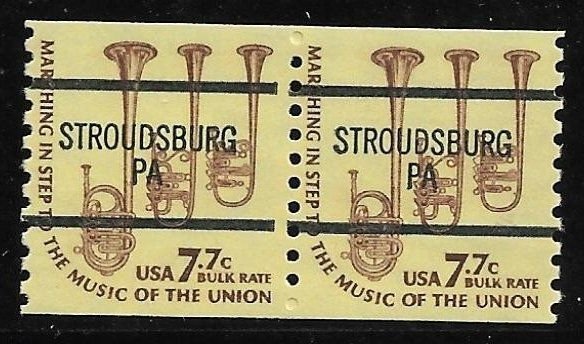 MARCHING IN STEP TO THE MUSIC OF THE UNION
STROUDSBURG
PA
USA 7.7c
BULK RATE
MARCHING IN STEP TO THE MUSIC OF THE UNION
STROUDSBURG
PA
USA 7.7c
BULK RATE